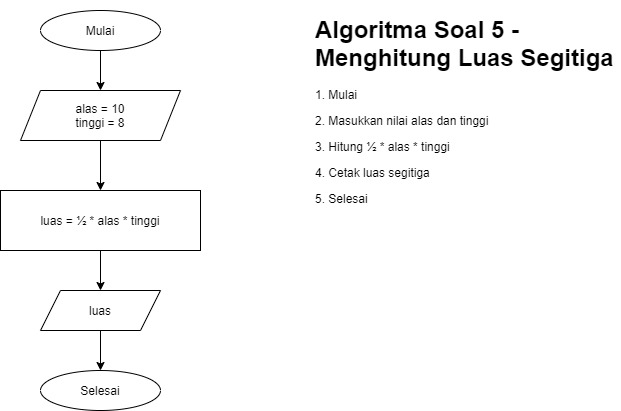 Mulai
alas = 10
tinggi = 8
luas = ½ * alas * tinggi
luas
Selesai
Algoritma Soal 5 -
Menghitung Luas Segitiga
1. Mulai
2. Masukkan nilai alas dan tinggi
3. Hitung ½ * alas * tinggi
4. Cetak luas segitiga
5. Selesai